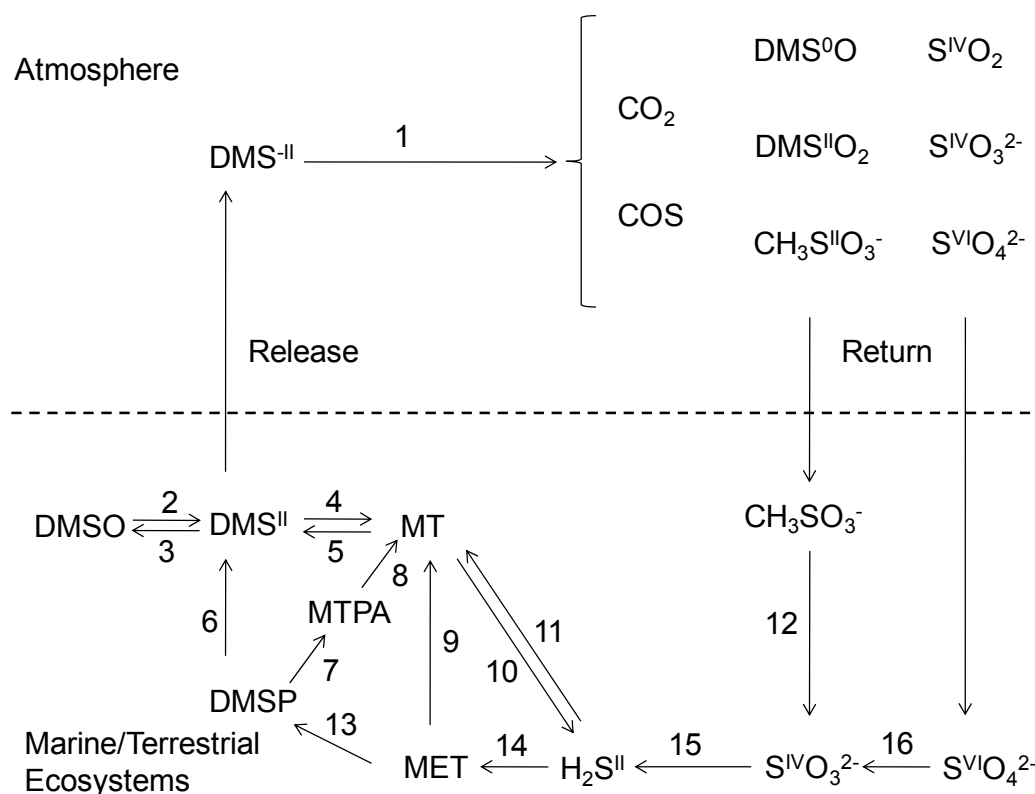 Atmosphere
DMS⁰O
SᴵⱽO₂
CO₂
DMS⁻ᴵᴵ
1
DMSᴵᴵO₂
SᴵⱽO₃²⁻
COS
CH₃SᴵᴵO₃⁻
SⱽᴵO₄²⁻
Release
Return
DMSO
2
3
DMSᴵᴵ
4
5
MT
CH₃SO₃⁻
8
MTPA
6
7
9
11
10
12
DMSP
13
Marine/Terrestrial
Ecosystems
MET
14
H₂Sᴵᴵ
15
SᴵⱽO₃²⁻
16
SⱽᴵO₄²⁻